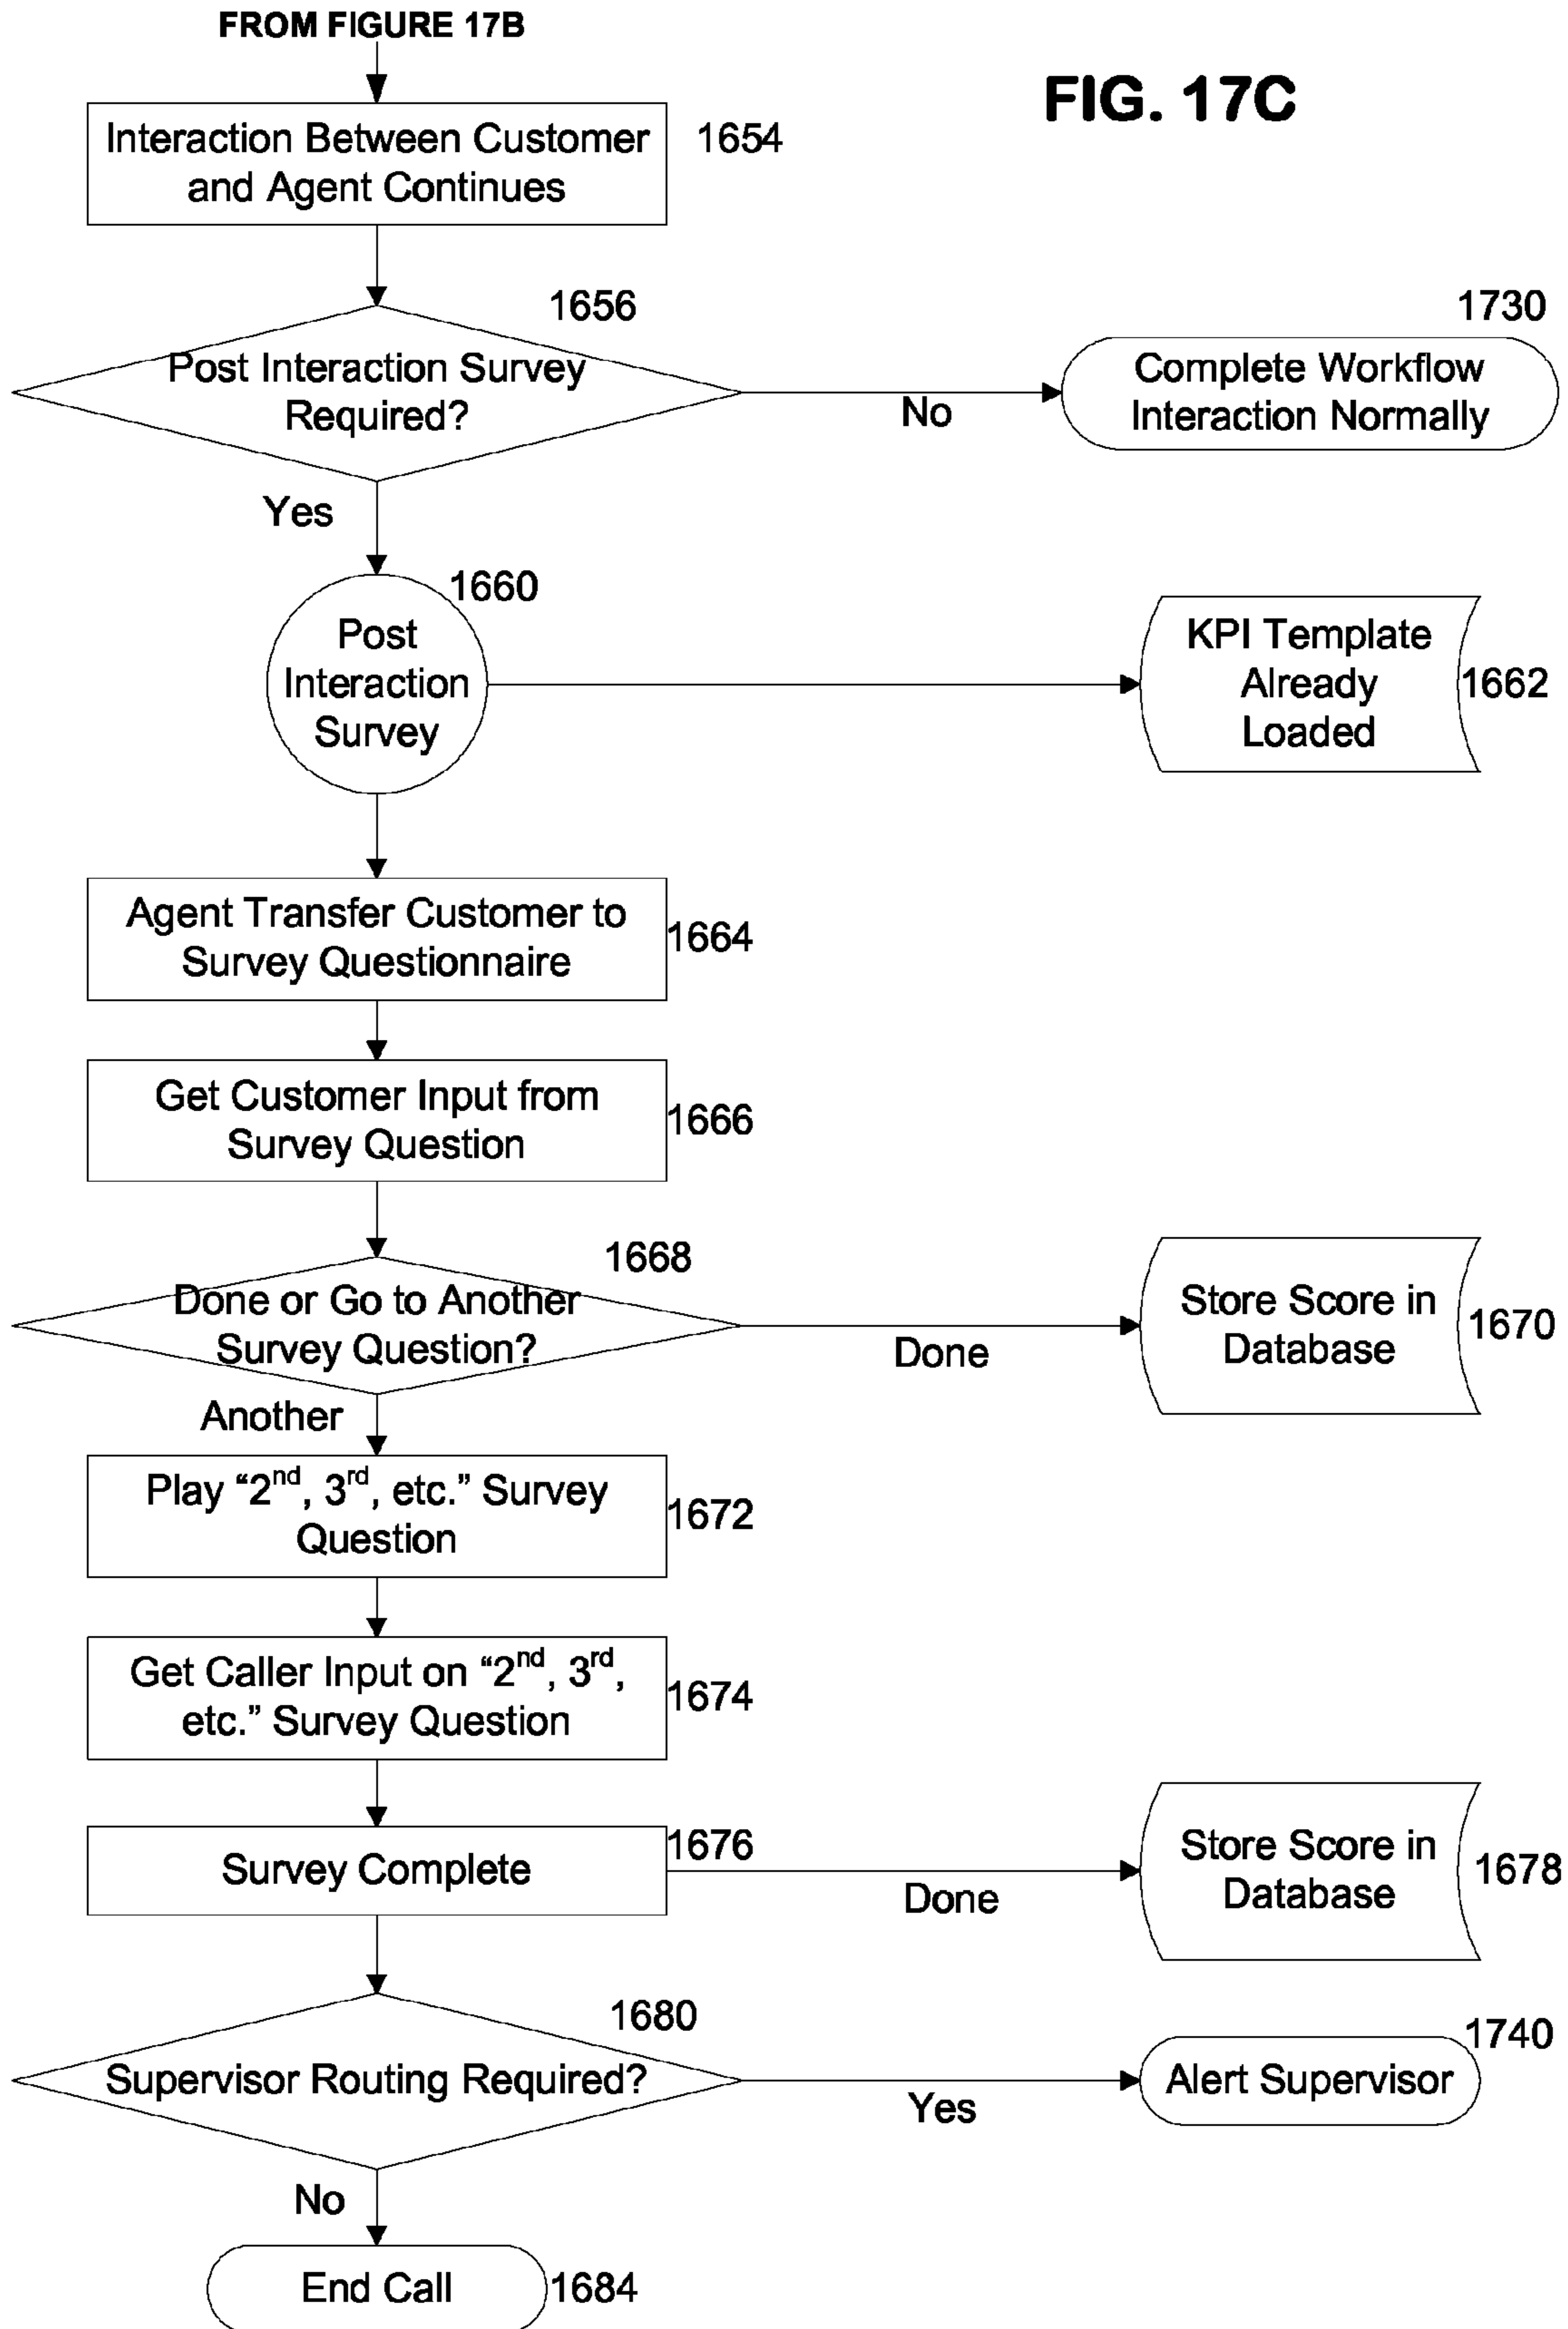 FROM FIGURE 17B
FIG. 17C
Interaction Between Customer
and Agent Continues
1654
1656
Post Interaction Survey
Required?
No
1730
Complete Workflow
Interaction Normally
Yes
1660
Post
Interaction
Survey
KPI Template
Already
Loaded
1662
Agent Transfer Customer to
Survey Questionnaire
1664
Get Customer Input from
Survey Question
1666
1668
Done or Go to Another
Survey Question?
Done
Store Score in
Database
1670
Another
Play “2nd, 3rd, etc.” Survey
Question
1672
Get Caller Input on “2nd, 3rd,
etc.” Survey Question
1674
Survey Complete
1676
Done
Store Score in
Database
1678
1680
Supervisor Routing Required?
Yes
1740
Alert Supervisor
No
End Call
1684